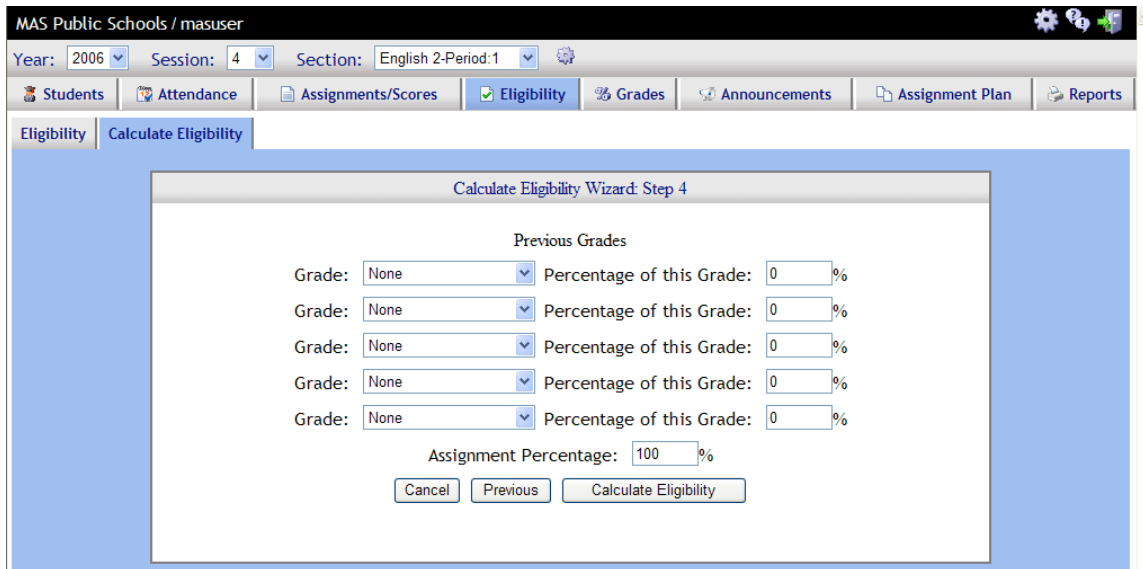 MAS Public Schools / masuser
Year: 2006 Session: 4 Section: English 2-Period:1
Students Attendance Assignments/Scores Eligibility Grades Announcements Assignment Plan Reports
Eligibility Calculate Eligibility
Calculate Eligibility Wizard: Step 4
Previous Grades
Grade: None Percentage of this Grade: 0%
Grade: None Percentage of this Grade: 0%
Grade: None Percentage of this Grade: 0%
Grade: None Percentage of this Grade: 0%
Grade: None Percentage of this Grade: 0%
Assignment Percentage: 100%
Cancel Previous Calculate Eligibility